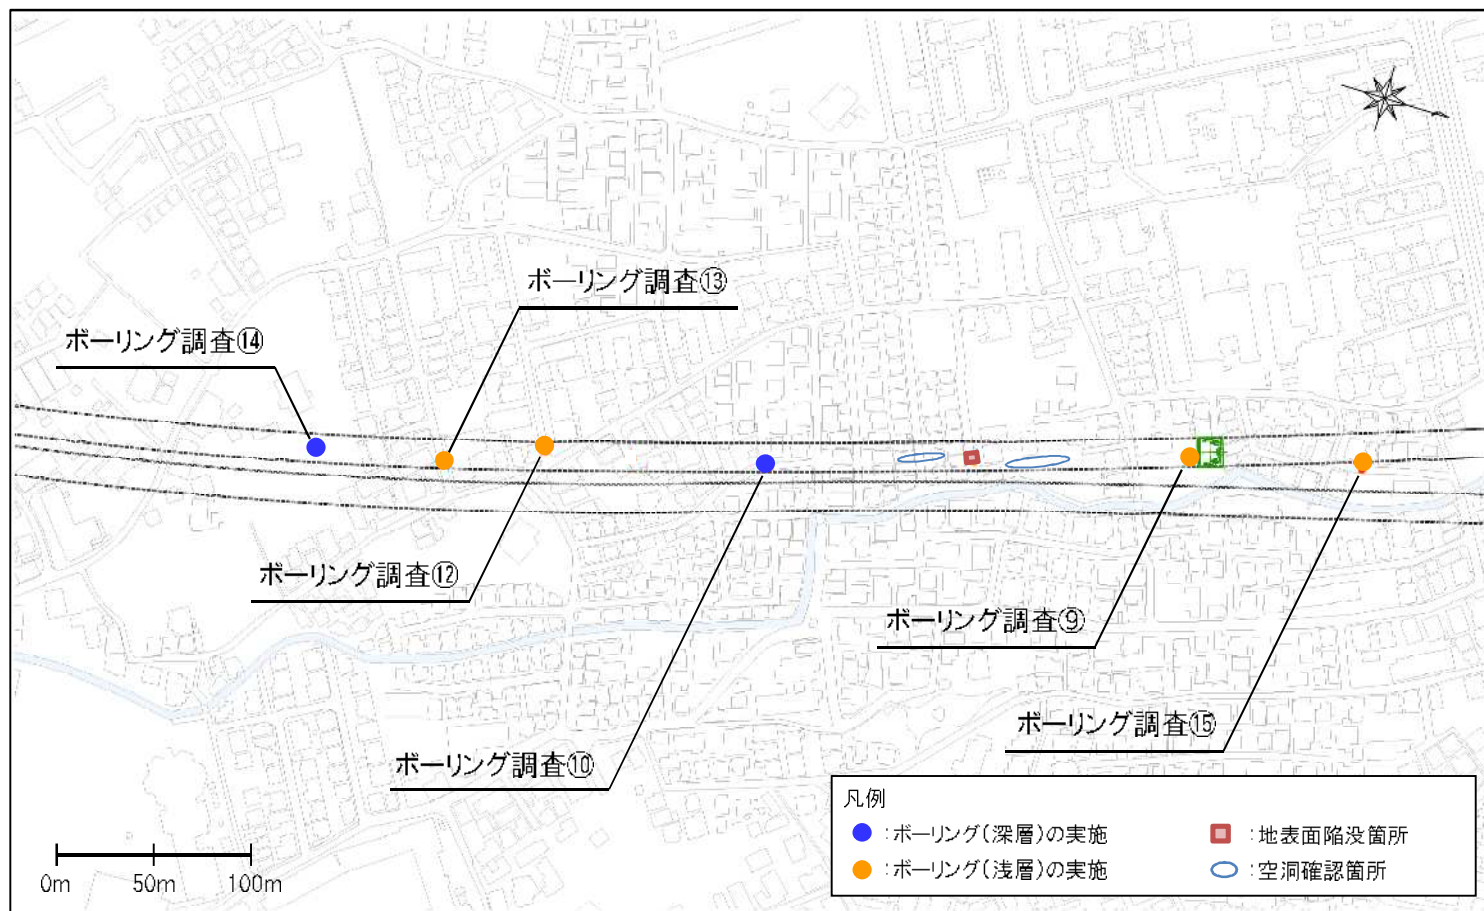 ボーリング調査⑬
ボーリング調査⑭
ボーリング調査⑫
ボーリング調査⑨
ボーリング調査⑮
ボーリング調査⑩
凡例
：ボーリング（深層）の実施
：地表面陥没箇所
：ボーリング（浅層）の実施
：空洞確認箇所
0m 50m 100m